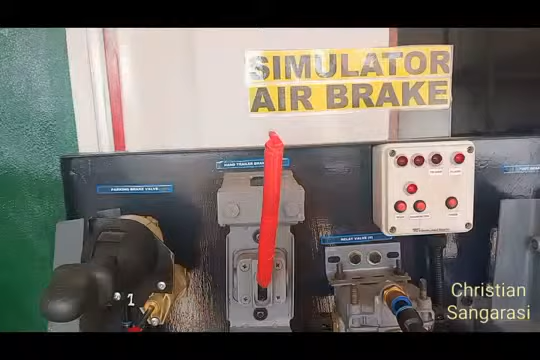 SIMULATOR
AIR BRAKE
HAND TRAILER BRAKE
PARKING BRAKE VALVE
RELAY VALVE
1
Christian
Sangarasi